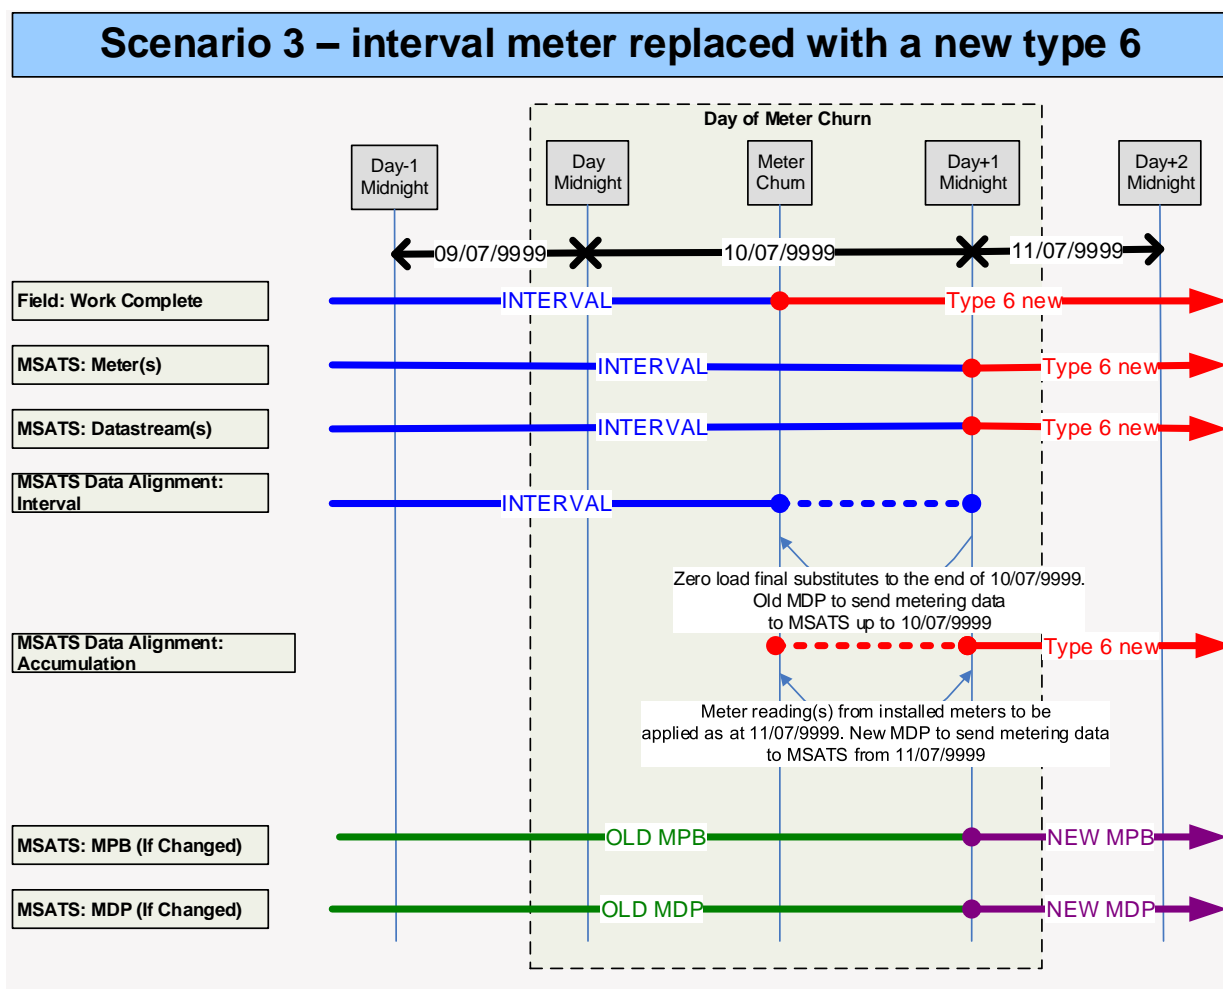 Scenario 3 – interval meter replaced with a new type 6
Day of Meter Churn
Day-1
Midnight
Day
Midnight
Meter
Churn
Day+1
Midnight
Day+2
Midnight
09/07/9999
10/07/9999
11/07/9999
Field: Work Complete
INTERVAL
Type 6 new
MSATS: Meter(s)
INTERVAL
Type 6 new
MSATS: Datastream(s)
INTERVAL
Type 6 new
MSATS Data Alignment:
Interval
INTERVAL
Zero load final substitutes to the end of 10/07/9999.
Old MDP to send metering data
to MSATS up to 10/07/9999
MSATS Data Alignment:
Accumulation
Type 6 new
Meter reading(s) from installed meters to be
applied as at 11/07/9999. New MDP to send metering data
to MSATS from 11/07/9999
MSATS: MPB (If Changed)
OLD MPB
NEW MPB
MSATS: MDP (If Changed)
OLD MDP
NEW MDP